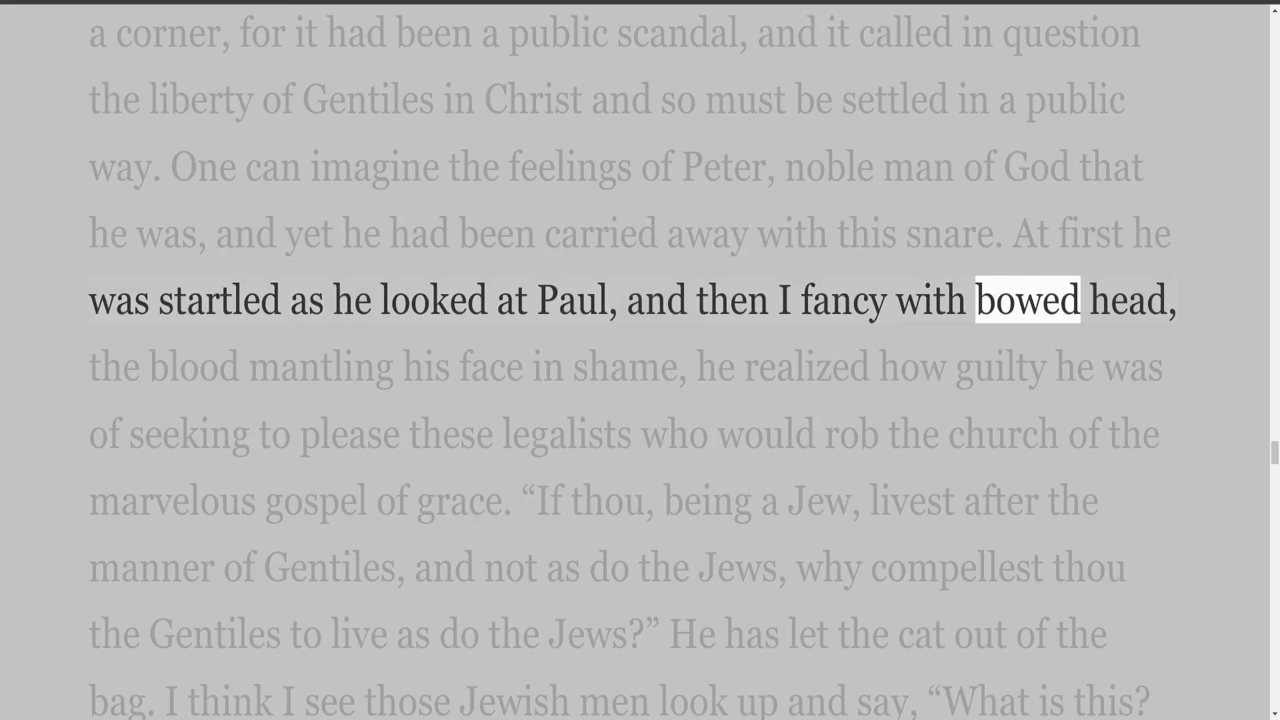 a corner, for it had been a public scandal, and it called in question
the liberty of Gentiles in Christ and so must be settled in a public
way. One can imagine the feelings of Peter, noble man of God that
he was, and yet he had been carried away with this snare. At first he
was startled as he looked at Paul, and then I fancy with bowed head,
the blood mantling his face in shame, he realized how guilty he was
of seeking to please these legalists who would rob the church of the
marvelous gospel of grace. “If thou, being a Jew, livest after the
manner of Gentiles, and not as do the Jews, why compellest thou
the Gentiles to live as do the Jews?” He has let the cat out of the
bag. I think I see those Jewish men look up and say, “What is this?